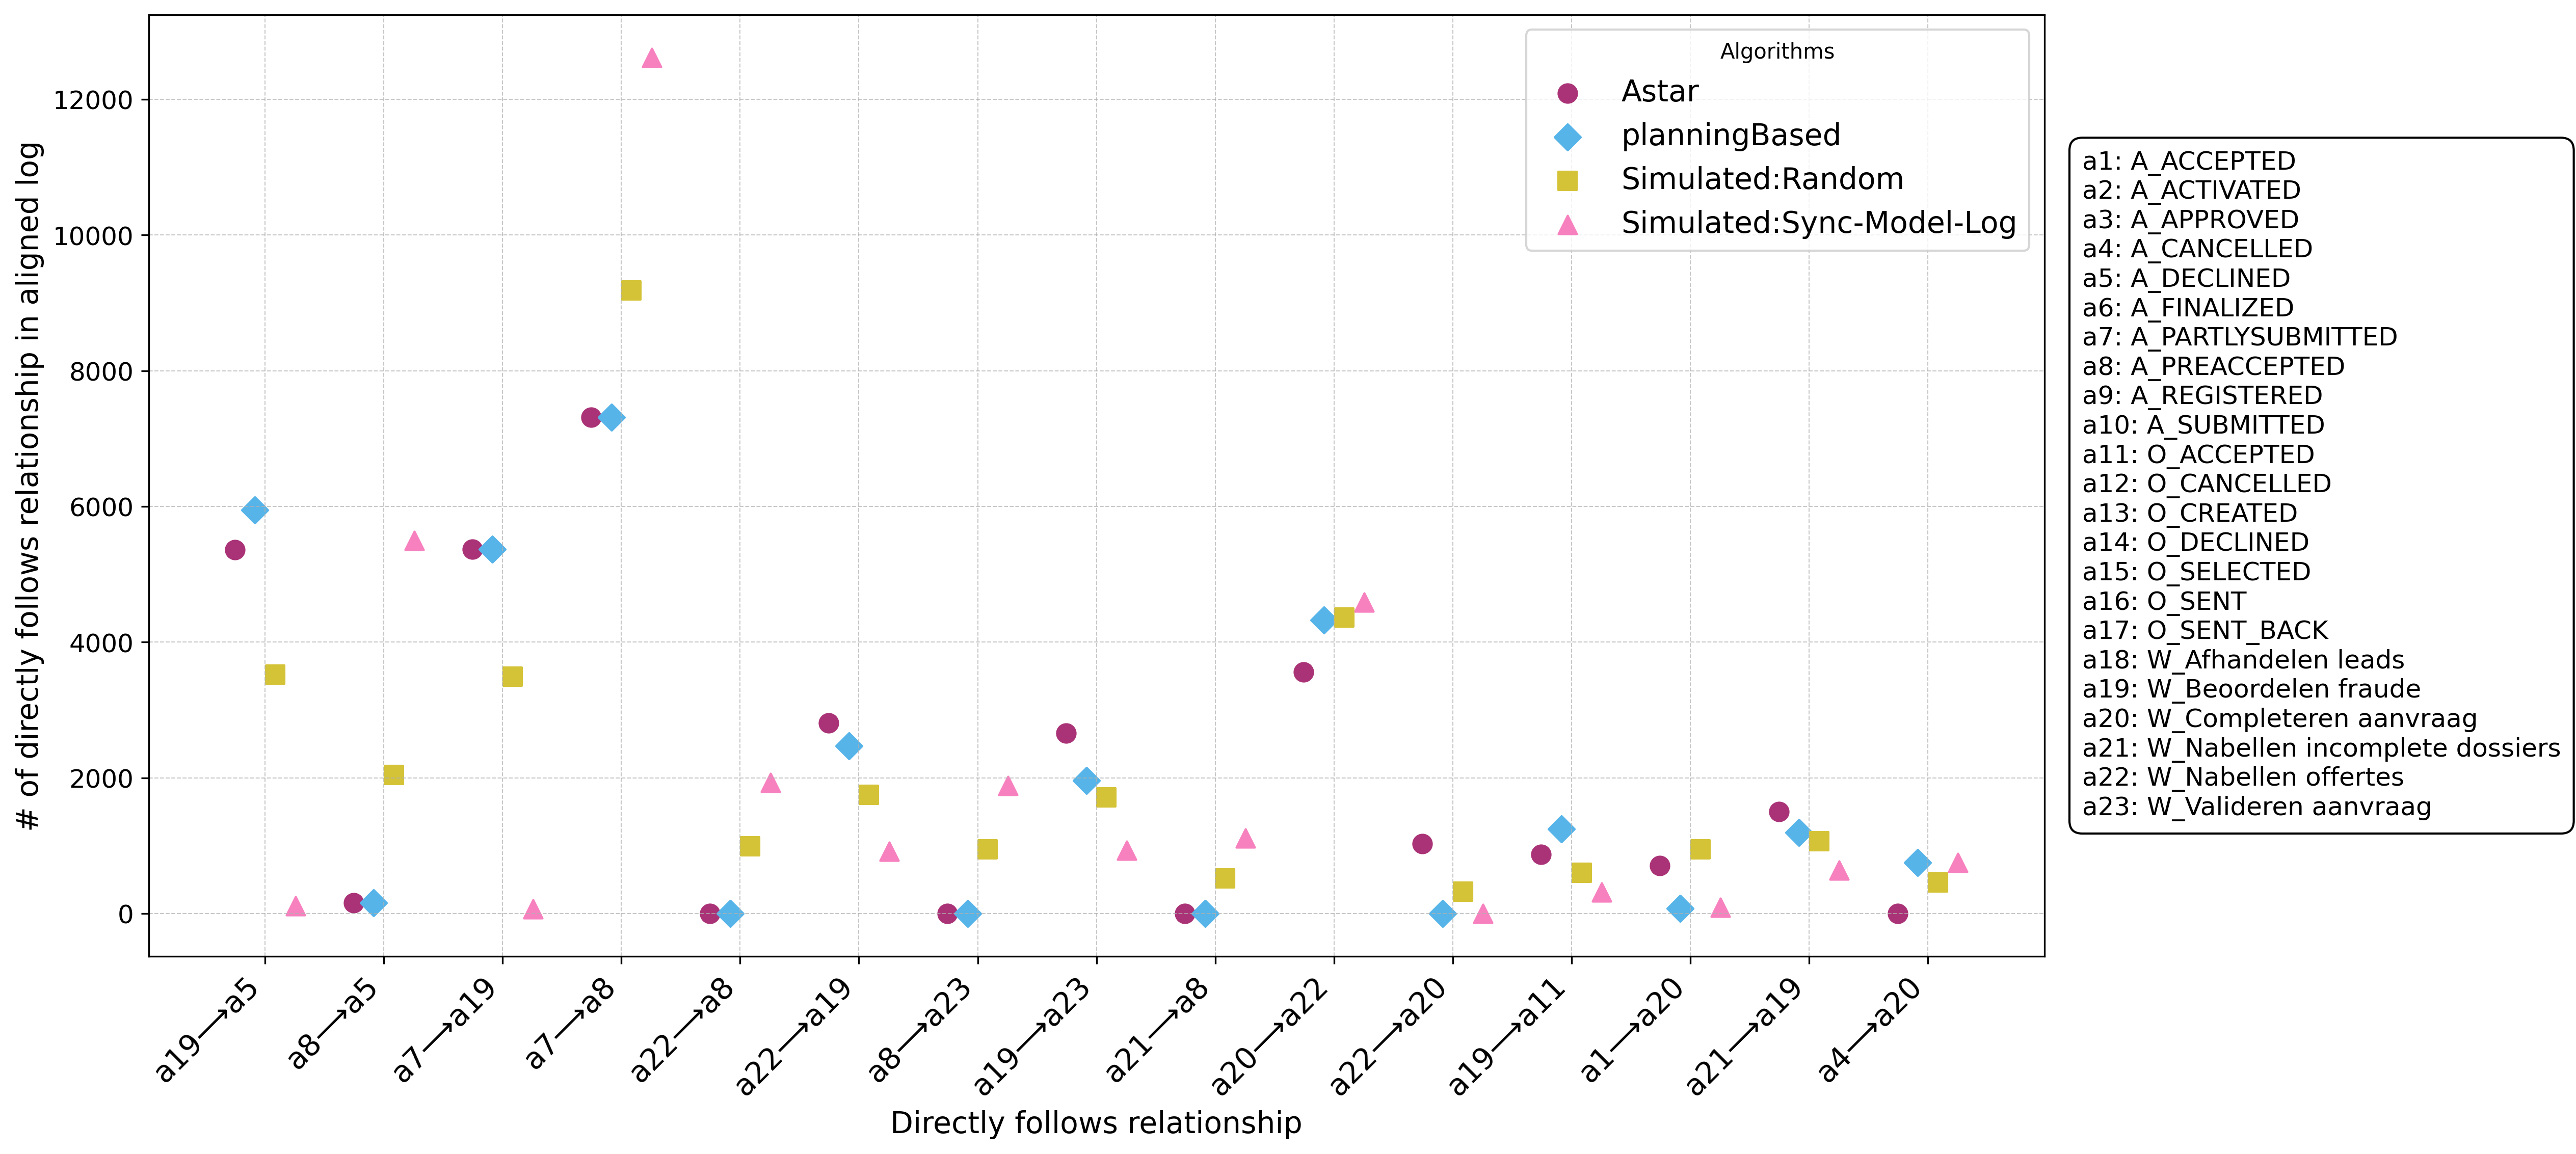 Algorithms
Astar
planningBased
Simulated:Random
Simulated:Sync-Model-Log
# of directly follows relationship in aligned log
12000
10000
8000
6000
4000
2000
0
a19→a5
a8→a5
a7→a19
a7→a8
a22→a8
a22→a19
a8→a23
a19→a23
a21→a8
a20→a22
a22→a20
a19→a11
a1→a20
a21→a19
a4→a20
Directly follows relationship
a1: A_ACCEPTED
a2: A_ACTIVATED
a3: A_APPROVED
a4: A_CANCELLED
a5: A_DECLINED
a6: A_FINALIZED
a7: A_PARTLYSUBMITTED
a8: A_PREACCEPTED
a9: A_REGISTERED
a10: A_SUBMITTED
a11: O_ACCEPTED
a12: O_CANCELLED
a13: O_CREATED
a14: O_DECLINED
a15: O_SELECTED
a16: O_SENT
a17: O_SENT_BACK
a18: W_Afhandelen leads
a19: W_Beoordelen fraude
a20: W_Completeren aanvraag
a21: W_Nabellen incomplete dossiers
a22: W_Nabellen offertes
a23: W_Valideren aanvraag